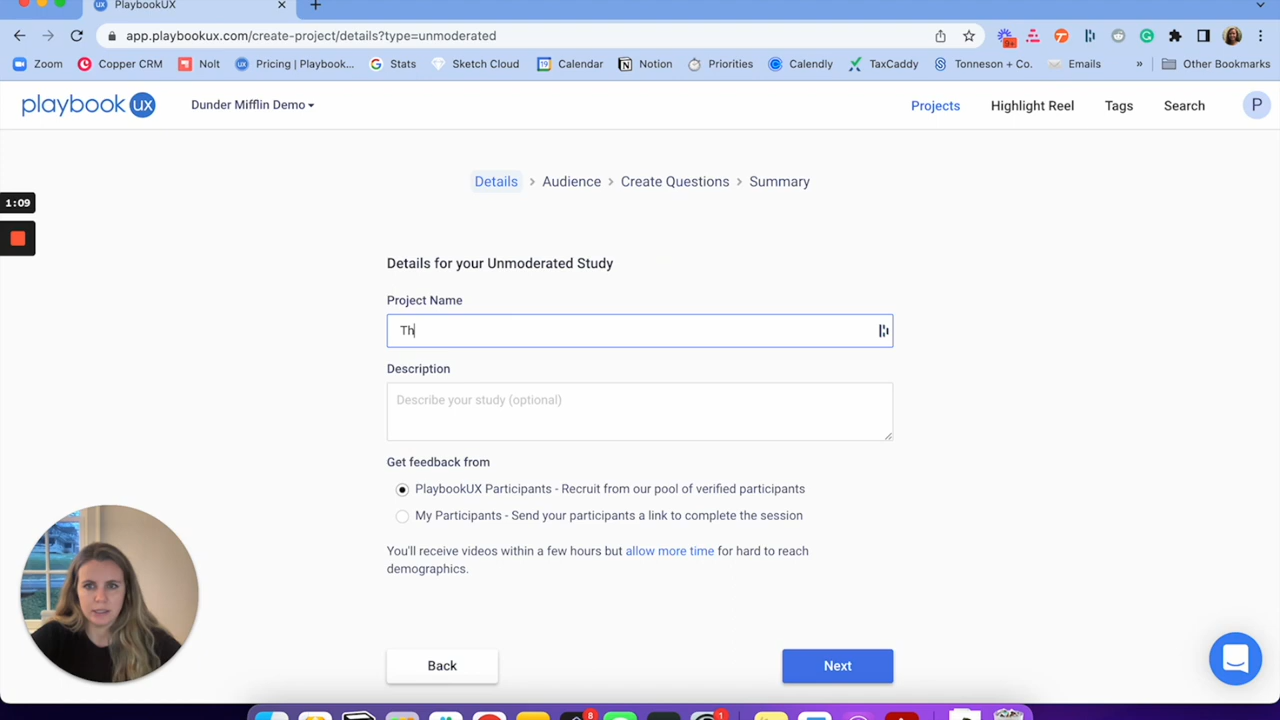 PlaybookUX
app.playbookux.com/create-project/details?type=unmoderated
9+
Zoom Copper CRM Nolt Pricing | Playbook... Stats Sketch Cloud Calendar Notion Priorities Calendly TaxCaddy Tonneson + Co. Emails » Other Bookmarks
playbook ux Dunder Mifflin Demo Projects Highlight Reel Tags Search P
Details > Audience > Create Questions > Summary
1:09
Details for your Unmoderated Study
Project Name
Th
Description
Describe your study (optional)
Get feedback from
PlaybookUX Participants - Recruit from our pool of verified participants
My Participants - Send your participants a link to complete the session
You'll receive videos within a few hours but allow more time for hard to reach
demographics.
Back Next
8 1